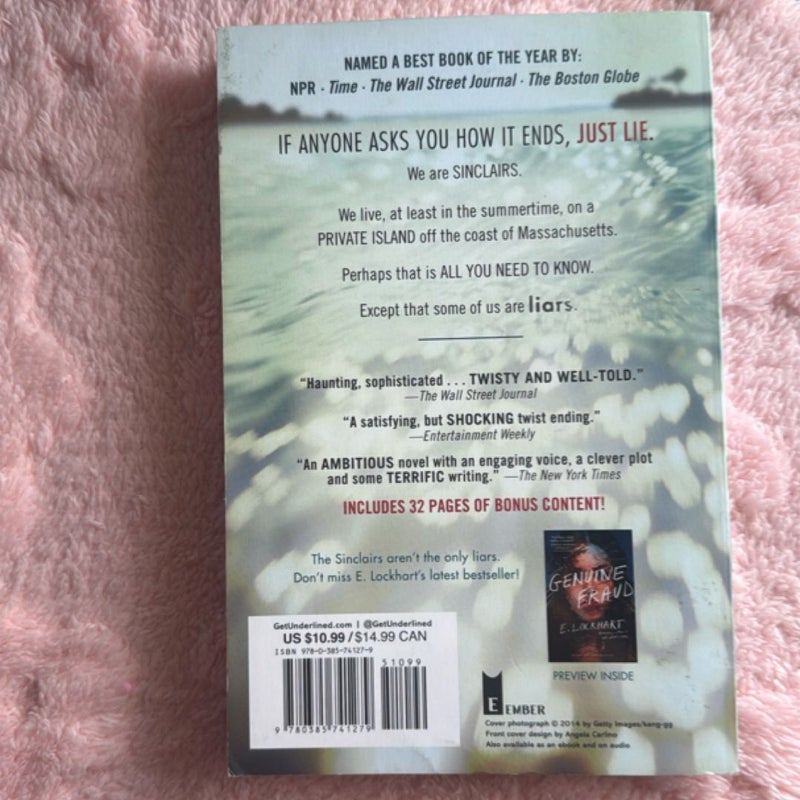 NAMED A BEST BOOK OF THE YEAR BY:
NPR • Time • The Wall Street Journal • The Boston Globe
IF ANYONE ASKS YOU HOW IT ENDS, JUST LIE.
We are SINCLAIRS.
We live, at least in the summertime, on a
PRIVATE ISLAND off the coast of Massachusetts.
Perhaps that is ALL YOU NEED TO KNOW.
Except that some of us are liars.
“Haunting, sophisticated . . . TWISTY AND WELL-TOLD.”
—The Wall Street Journal
“A satisfying, but SHOCKING twist ending.”
—Entertainment Weekly
“An AMBITIOUS novel with an engaging voice, a clever plot
and some TERRIFIC writing.” —The New York Times
INCLUDES 32 PAGES OF BONUS CONTENT!
The Sinclairs aren’t the only liars.
Don’t miss E. Lockhart’s latest bestseller!
GENUINE
FRAUD
E. LOCKHART
PREVIEW INSIDE
GetUnderlined.com | @GetUnderlined
US $10.99 / $14.99 CAN
ISBN 978-0-385-74127-9
51099
9 780385 741279
E EMBER
Cover photograph © 2014 by Getty Images/kang-gg
Front cover design by Angela Carlino
Also available as an ebook and on audio